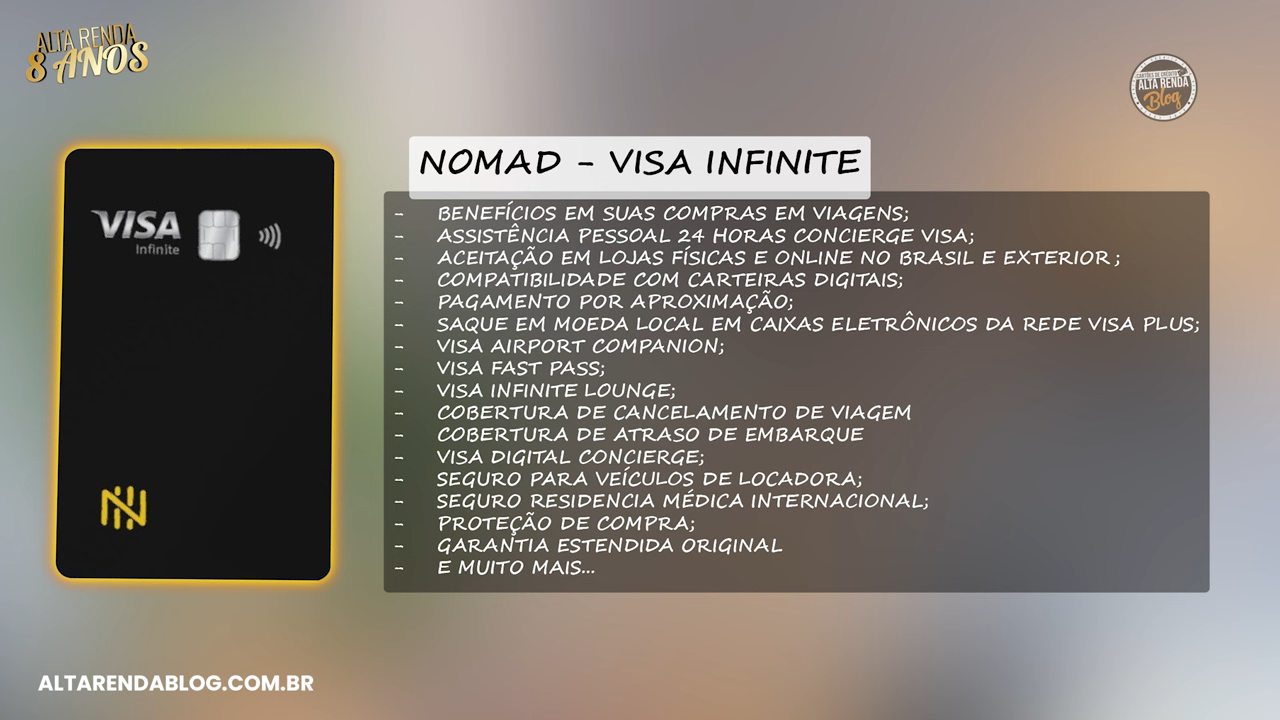 ALTA RENDA
8 ANOS
CARTÕES DE CRÉDITO
ALTA RENDA
Blog
VISA
Infinite
NOMAD - VISA INFINITE
- BENEFÍCIOS EM SUAS COMPRAS EM VIAGENS;
- ASSISTÊNCIA PESSOAL 24 HORAS CONCIERGE VISA;
- ACEITAÇÃO EM LOJAS FÍSICAS E ONLINE NO BRASIL E EXTERIOR;
- COMPATIBILIDADE COM CARTEIRAS DIGITAIS;
- PAGAMENTO POR APROXIMAÇÃO;
- SAQUE EM MOEDA LOCAL EM CAIXAS ELETRÔNICOS DA REDE VISA PLUS;
- VISA AIRPORT COMPANION;
- VISA FAST PASS;
- VISA INFINITE LOUNGE;
- COBERTURA DE CANCELAMENTO DE VIAGEM
- COBERTURA DE ATRASO DE EMBARQUE
- VISA DIGITAL CONCIERGE;
- SEGURO PARA VEÍCULOS DE LOCADORA;
- SEGURO RESIDENCIA MÉDICA INTERNACIONAL;
- PROTEÇÃO DE COMPRA;
- GARANTIA ESTENDIDA ORIGINAL
- E MUITO MAIS...
ALTARENDABLOG.COM.BR